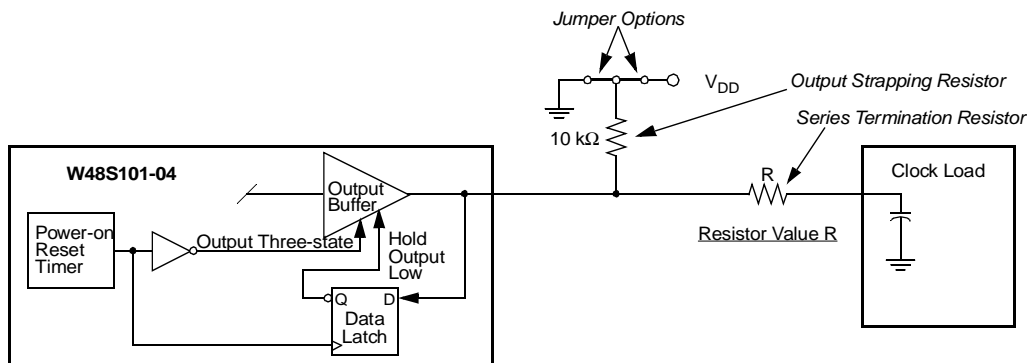 Jumper Options
V_DD
Output Strapping Resistor
10 kΩ
Series Termination Resistor
W48S101-04
Output
Buffer
R
Clock Load
Power-on
Reset
Timer
Output Three-state
Hold
Output
Low
Resistor Value R
Q D
Data
Latch